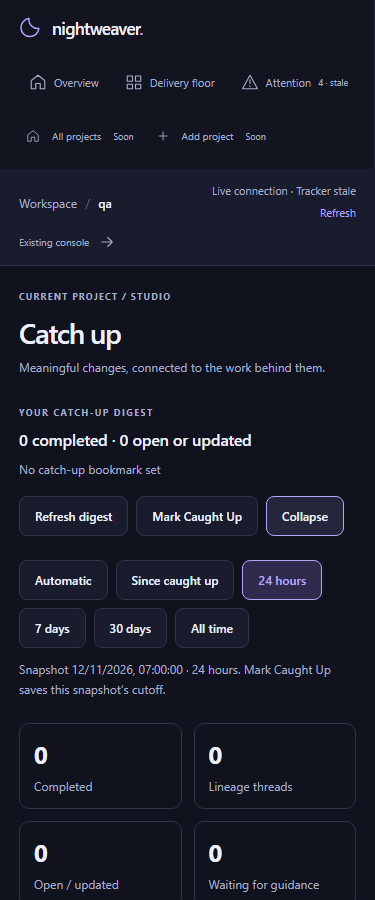 nightweaver.
Overview
Delivery floor
Attention 4 · stale
All projects Soon
Add project Soon
Workspace / qa
Live connection · Tracker stale
Refresh
Existing console
CURRENT PROJECT / STUDIO
Catch up
Meaningful changes, connected to the work behind them.
YOUR CATCH-UP DIGEST
0 completed · 0 open or updated
No catch-up bookmark set
Refresh digest
Mark Caught Up
Collapse
Automatic
Since caught up
24 hours
7 days
30 days
All time
Snapshot 12/11/2026, 07:00:00 · 24 hours. Mark Caught Up
saves this snapshot's cutoff.
0
Completed
0
Lineage threads
0
Open / updated
0
Waiting for guidance